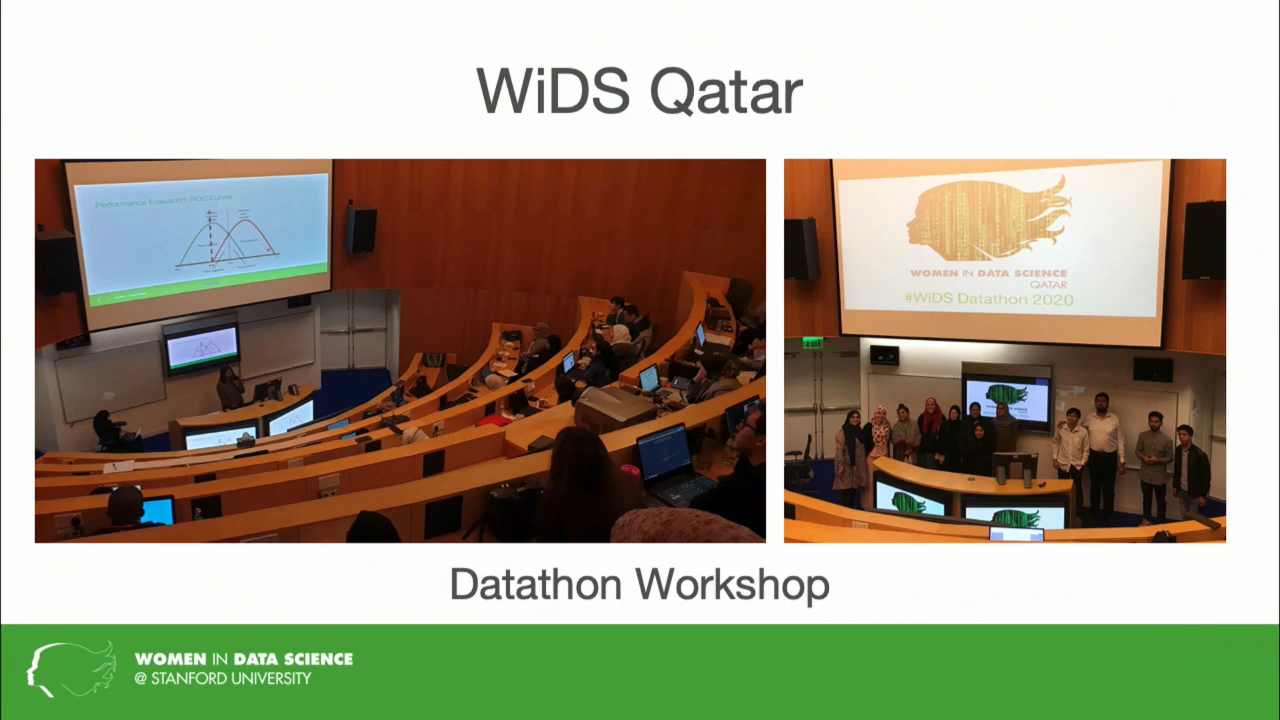 WiDS Qatar
Performance Evaluation: ROC Curves
WOMEN IN DATA SCIENCE
QATAR
#WiDS Datathon 2020
EXIT
Datathon Workshop
WOMEN IN DATA SCIENCE
@ STANFORD UNIVERSITY